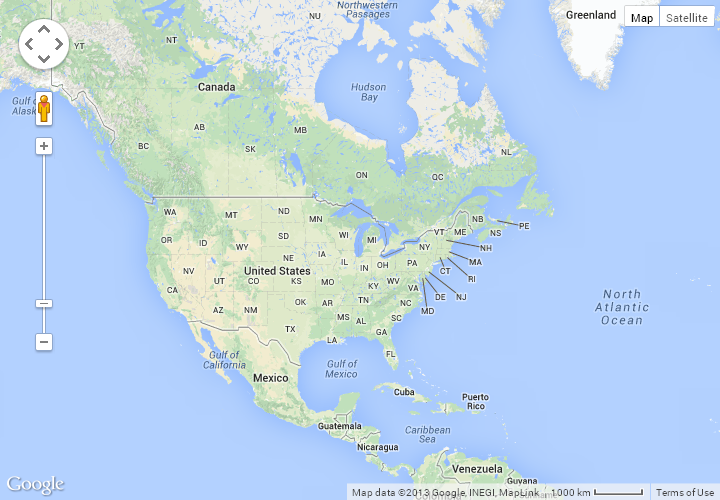 Northwestern
Passages
Greenland
Map
Satellite
NU
YT
NT
Canada
Hudson
Bay
Gulf of
Alaska
AB
MB
BC
SK
NL
ON
QC
WA
MT
ND
MN
NB
PE
VT
ME
NS
OR
ID
WY
SD
WI
MI
NY
NH
NE
IA
IL
IN
OH
PA
CT
MA
RI
NV
UT
United States
CO
KS
MO
KY
WV
VA
DE
NJ
MD
CA
AZ
NM
OK
AR
TN
NC
SC
TX
MS
AL
GA
LA
FL
North
Atlantic
Ocean
Gulf of
California
Gulf of
Mexico
Mexico
Cuba
Puerto
Rico
Guatemala
Caribbean
Sea
Nicaragua
Venezuela
Guyana
Google
Map data ©2013 Google, INEGI, MapLink
1000 km
Terms of Use